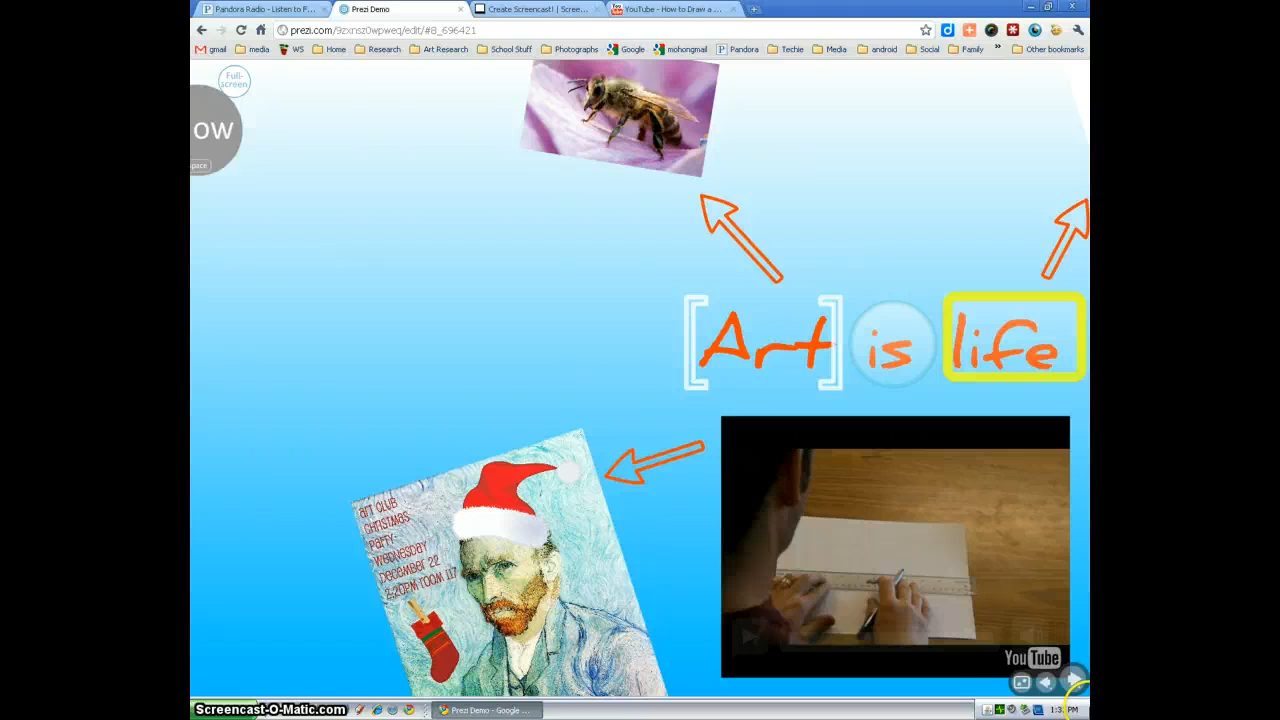 Pandora Radio - Listen to F...
Prezi Demo
Create Screencast! | Scree...
YouTube - How to Draw a ...
prezi.com/9zxnsz0wpweq/edit/#8_696421
gmail
media
WS
Home
Research
Art Research
School Stuff
Photographs
Google
mohongmail
Pandora
Techie
Media
android
Social
Family
»
Other bookmarks
Full-
screen
ow
space
[Art] is life
Art Club
Christmas
Party-
Wednesday
December 22
2:20pm Room 117
YouTube
Screencast-O-Matic.com
Prezi Demo - Google ...
PM